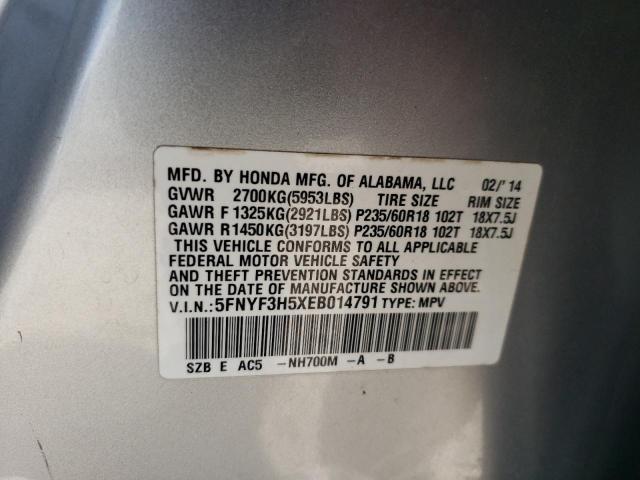 MFD. BY HONDA MFG. OF ALABAMA, LLC 02/'14
GVWR 2700KG(5953LBS) TIRE SIZE RIM SIZE
GAWR F 1325KG(2921LBS) P235/60R18 102T 18X7.5J
GAWR R1450KG(3197LBS) P235/60R18 102T 18X7.5J
THIS VEHICLE CONFORMS TO ALL APPLICABLE
FEDERAL MOTOR VEHICLE SAFETY
AND THEFT PREVENTION STANDARDS IN EFFECT
ON THE DATE OF MANUFACTURE SHOWN ABOVE.
V.I.N.:5FNYF3H5XEB014791 TYPE: MPV
SZB E AC5 -NH700M -A -B